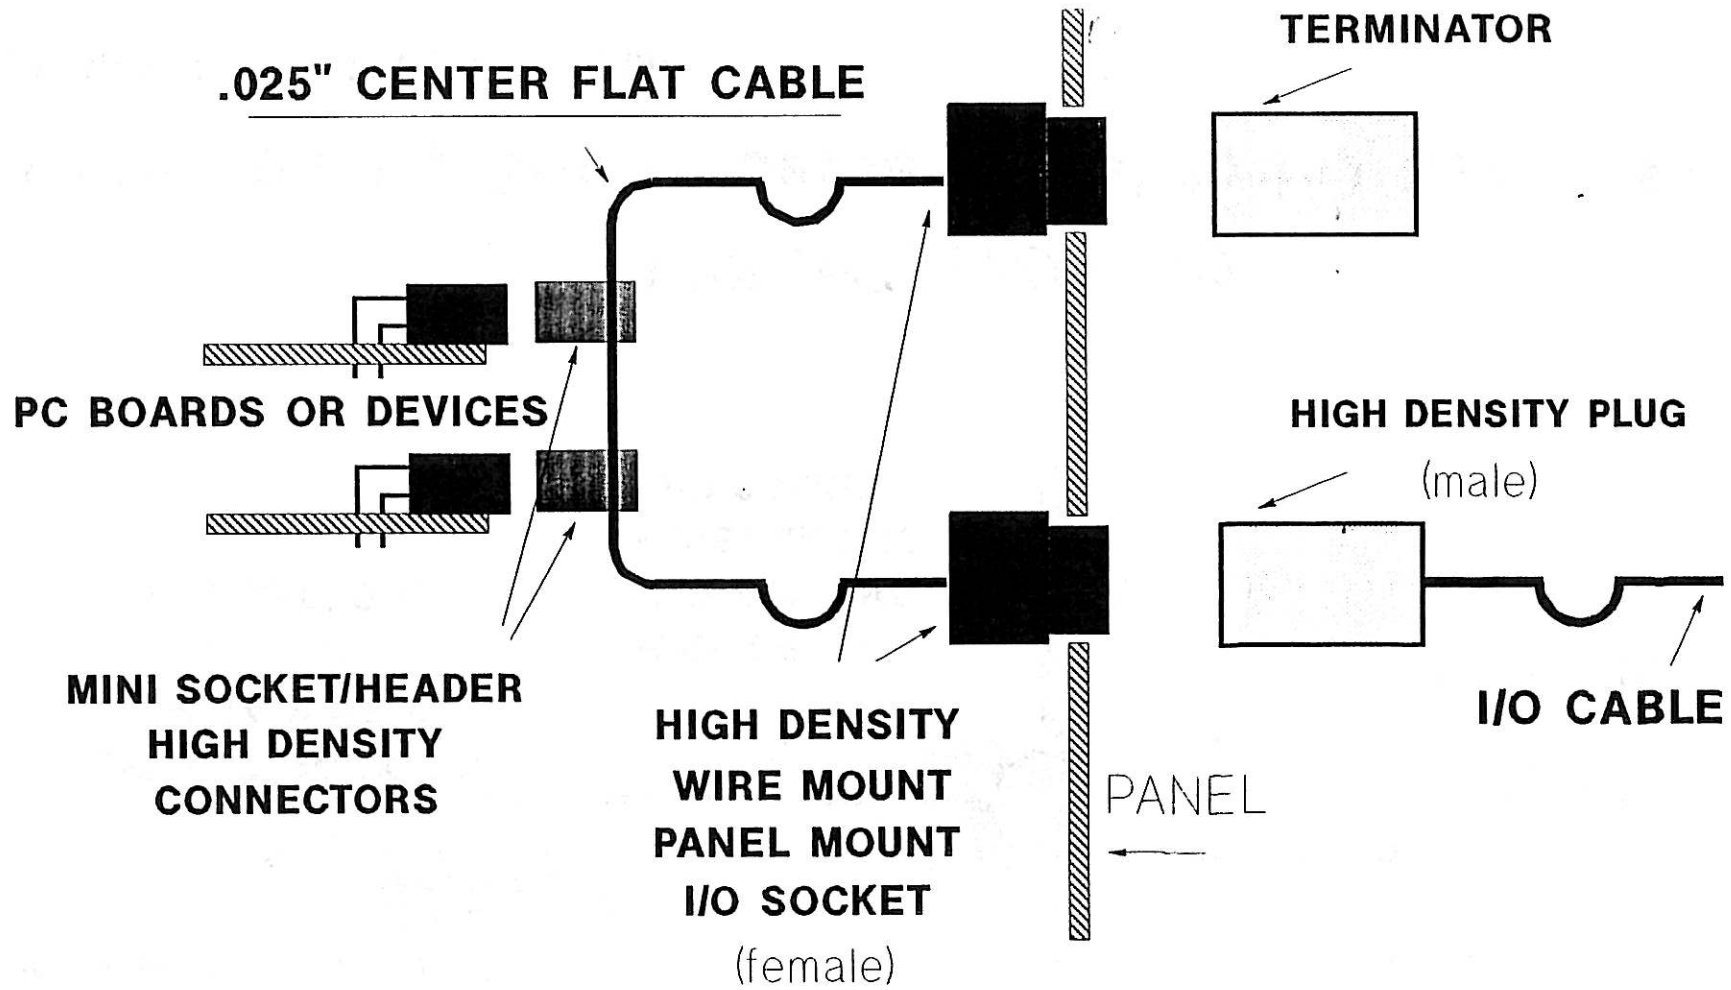 TERMINATOR
.025" CENTER FLAT CABLE
PC BOARDS OR DEVICES
HIGH DENSITY PLUG
(male)
MINI SOCKET/HEADER
HIGH DENSITY
CONNECTORS
HIGH DENSITY
WIRE MOUNT
PANEL MOUNT
I/O SOCKET
(female)
I/O CABLE
PANEL